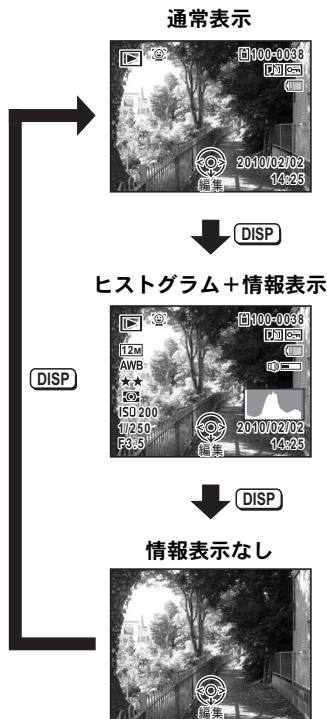 通常表示
100-0038
2010/02/02
14:25
編集
DISP
ヒストグラム+情報表示
100-0038
12M
AWB
★★
ISO 200
1/250
F3.5
2010/02/02
14:25
編集
DISP
DISP
情報表示なし
編集